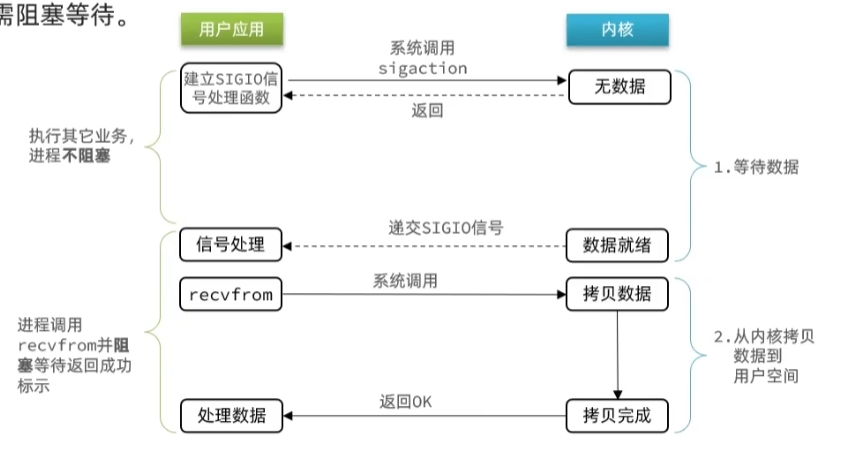 需阻塞等待。
用户应用
内核
系统调用
sigaction
建立SIGIO信
号处理函数
无数据
返回
执行其它业务,
进程不阻塞
1.等待数据
递交SIGIO信号
信号处理
数据就绪
系统调用
recvfrom
拷贝数据
进程调用
recvfrom并阻
塞等待返回成功
标示
2.从内核拷贝
数据到
用户空间
返回OK
处理数据
拷贝完成